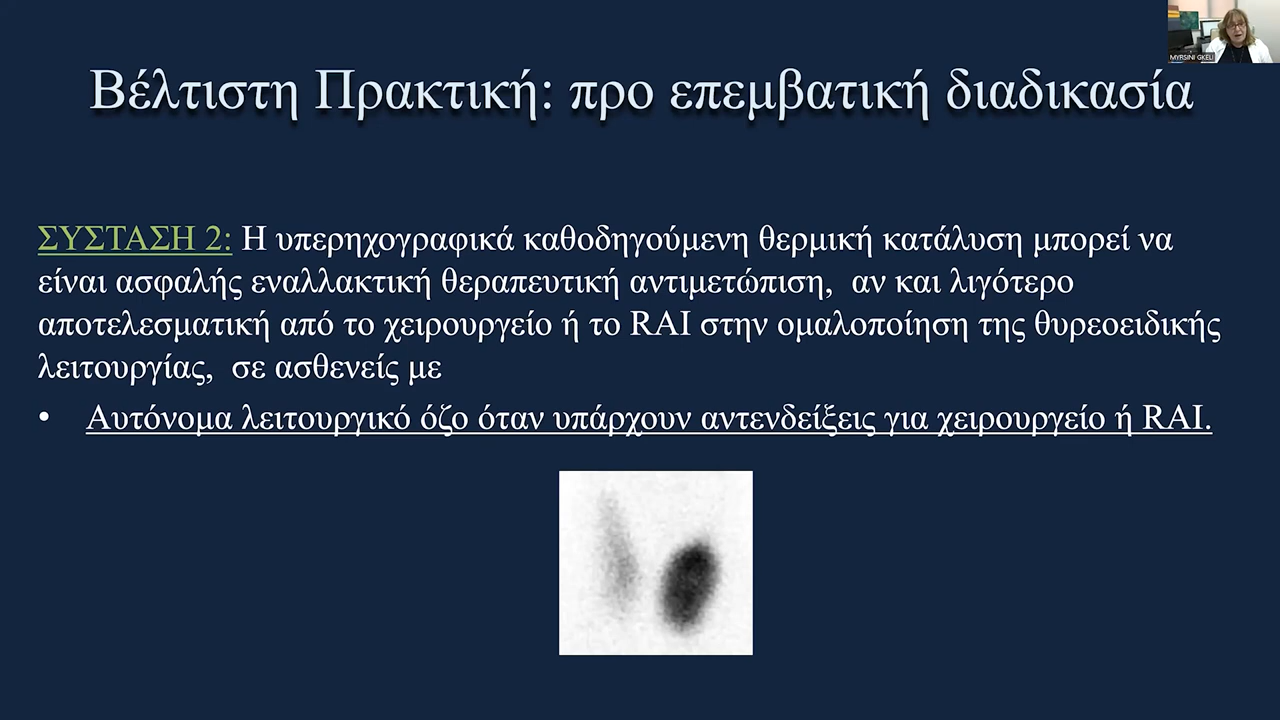 Βέλτιστη Πρακτική: προ επεμβατική διαδικασία
ΣΥΣΤΑΣΗ 2: Η υπερηχογραφικά καθοδηγούμενη θερμική κατάλυση μπορεί να
είναι ασφαλής εναλλακτική θεραπευτική αντιμετώπιση, αν και λιγότερο
αποτελεσματική από το χειρουργείο ή το RAI στην ομαλοποίηση της θυρεοειδικής
λειτουργίας, σε ασθενείς με
• Αυτόνομα λειτουργικό όζο όταν υπάρχουν αντενδείξεις για χειρουργείο ή RAI.
MYRSINI GKELI